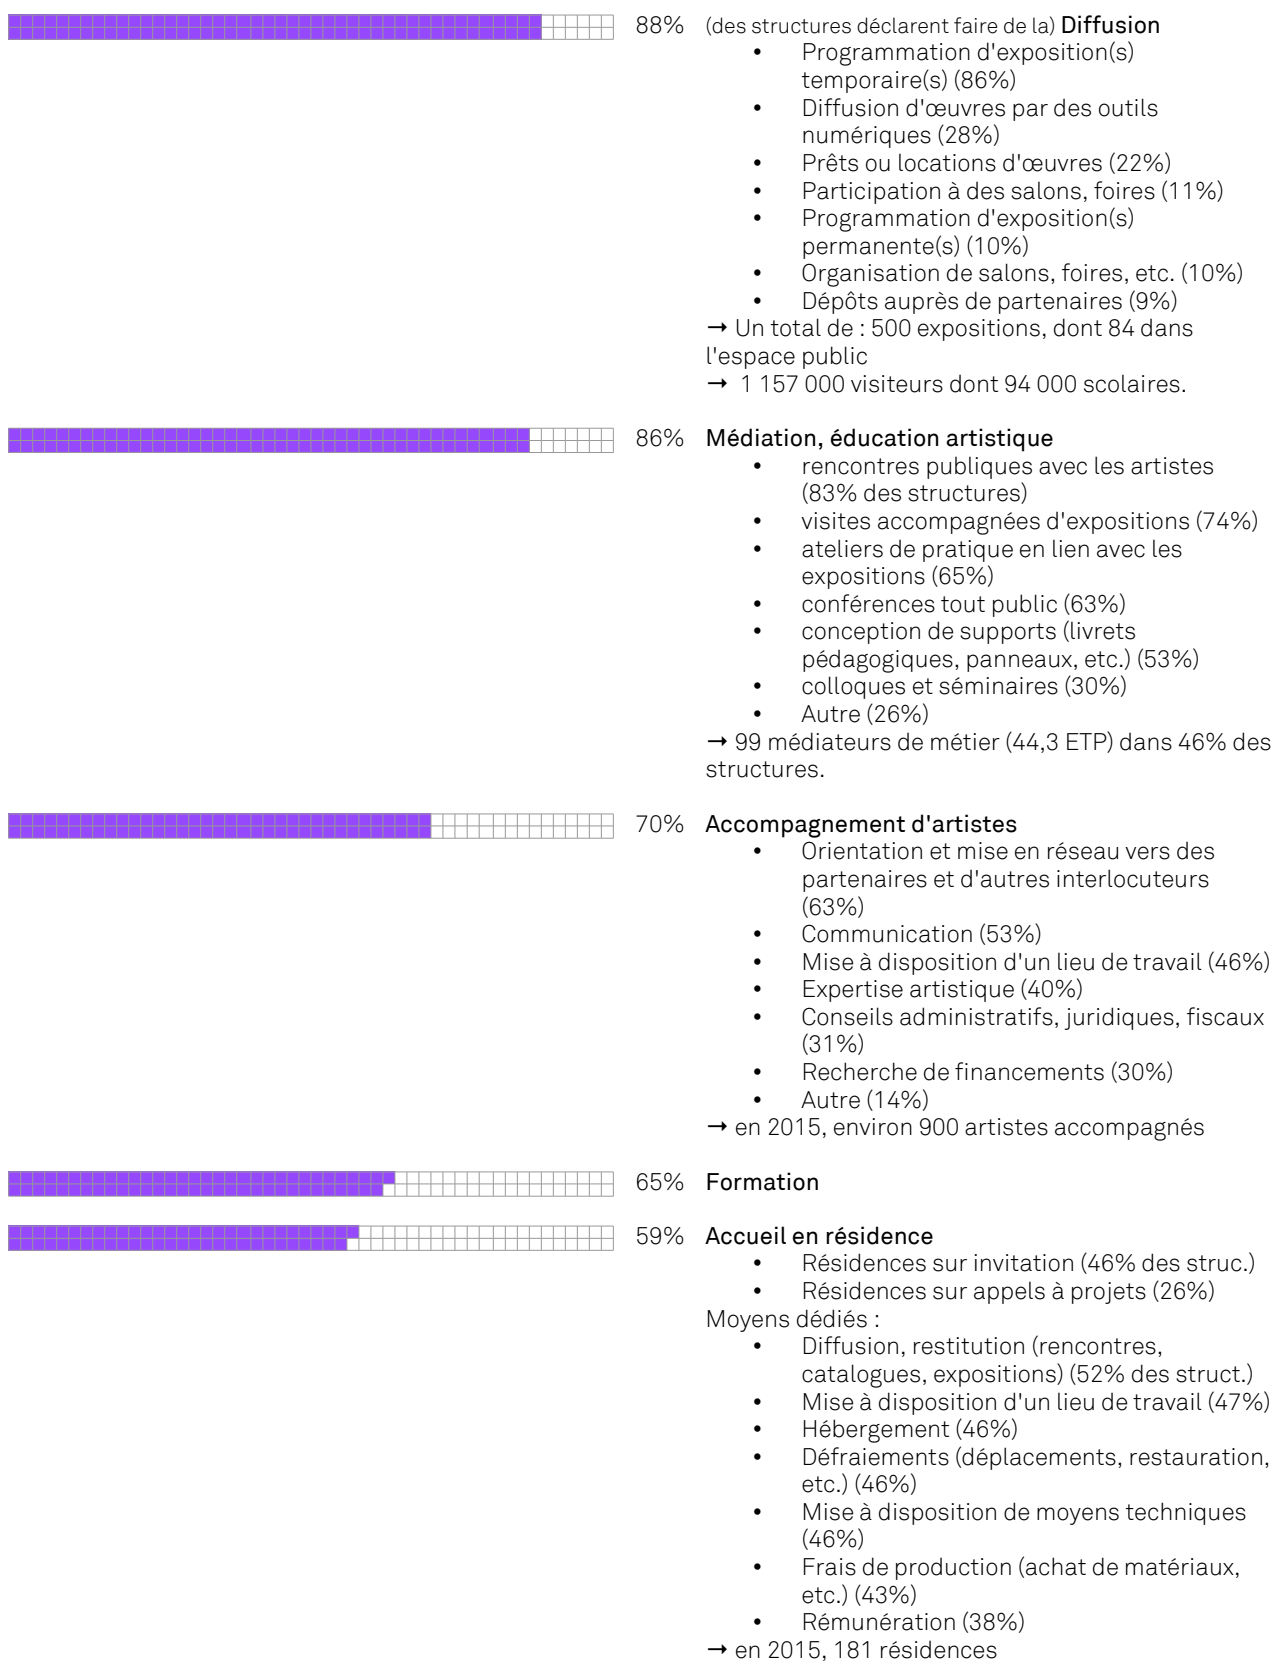 88% (des structures déclarent faire de la) Diffusion
• Programmation d'exposition(s)
temporaire(s) (86%)
• Diffusion d'œuvres par des outils
numériques (28%)
• Prêts ou locations d'œuvres (22%)
• Participation à des salons, foires (11%)
• Programmation d'exposition(s)
permanente(s) (10%)
• Organisation de salons, foires, etc. (10%)
• Dépôts auprès de partenaires (9%)
→ Un total de : 500 expositions, dont 84 dans
l'espace public
→ 1 157 000 visiteurs dont 94 000 scolaires.
86% Médiation, éducation artistique
• rencontres publiques avec les artistes
(83% des structures)
• visites accompagnées d'expositions (74%)
• ateliers de pratique en lien avec les
expositions (65%)
• conférences tout public (63%)
• conception de supports (livrets
pédagogiques, panneaux, etc.) (53%)
• colloques et séminaires (30%)
• Autre (26%)
→ 99 médiateurs de métier (44,3 ETP) dans 46% des
structures.
70% Accompagnement d'artistes
• Orientation et mise en réseau vers des
partenaires et d'autres interlocuteurs
(63%)
• Communication (53%)
• Mise à disposition d'un lieu de travail (46%)
• Expertise artistique (40%)
• Conseils administratifs, juridiques, fiscaux
(31%)
• Recherche de financements (30%)
• Autre (14%)
→ en 2015, environ 900 artistes accompagnés
65% Formation
59% Accueil en résidence
• Résidences sur invitation (46% des struc.)
• Résidences sur appels à projets (26%)
Moyens dédiés :
• Diffusion, restitution (rencontres,
catalogues, expositions) (52% des struct.)
• Mise à disposition d'un lieu de travail (47%)
• Hébergement (46%)
• Défraiements (déplacements, restauration,
etc.) (46%)
• Mise à disposition de moyens techniques
(46%)
• Frais de production (achat de matériaux,
etc.) (43%)
• Rémunération (38%)
→ en 2015, 181 résidences